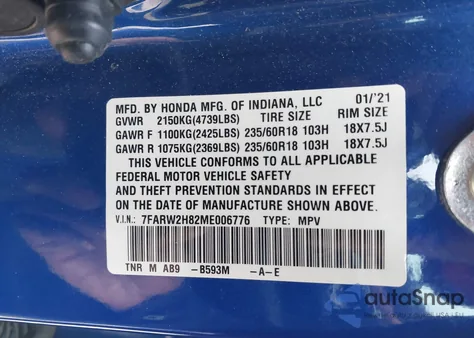 MFD. BY HONDA MFG. OF INDIANA, LLC 01/'21
GVWR 2150KG(4739LBS) TIRE SIZE RIM SIZE
GAWR F 1100KG(2425LBS) 235/60R18 103H 18X7.5J
GAWR R 1075KG(2369LBS) 235/60R18 103H 18X7.5J
THIS VEHICLE CONFORMS TO ALL APPLICABLE
FEDERAL MOTOR VEHICLE SAFETY
AND THEFT PREVENTION STANDARDS IN EFFECT ON THE
DATE OF MANUFACTURE SHOWN ABOVE.
V.I.N: 7FARW2H82ME006776 TYPE: MPV
TNR M AB9 -B593M -A-E
autoSnap